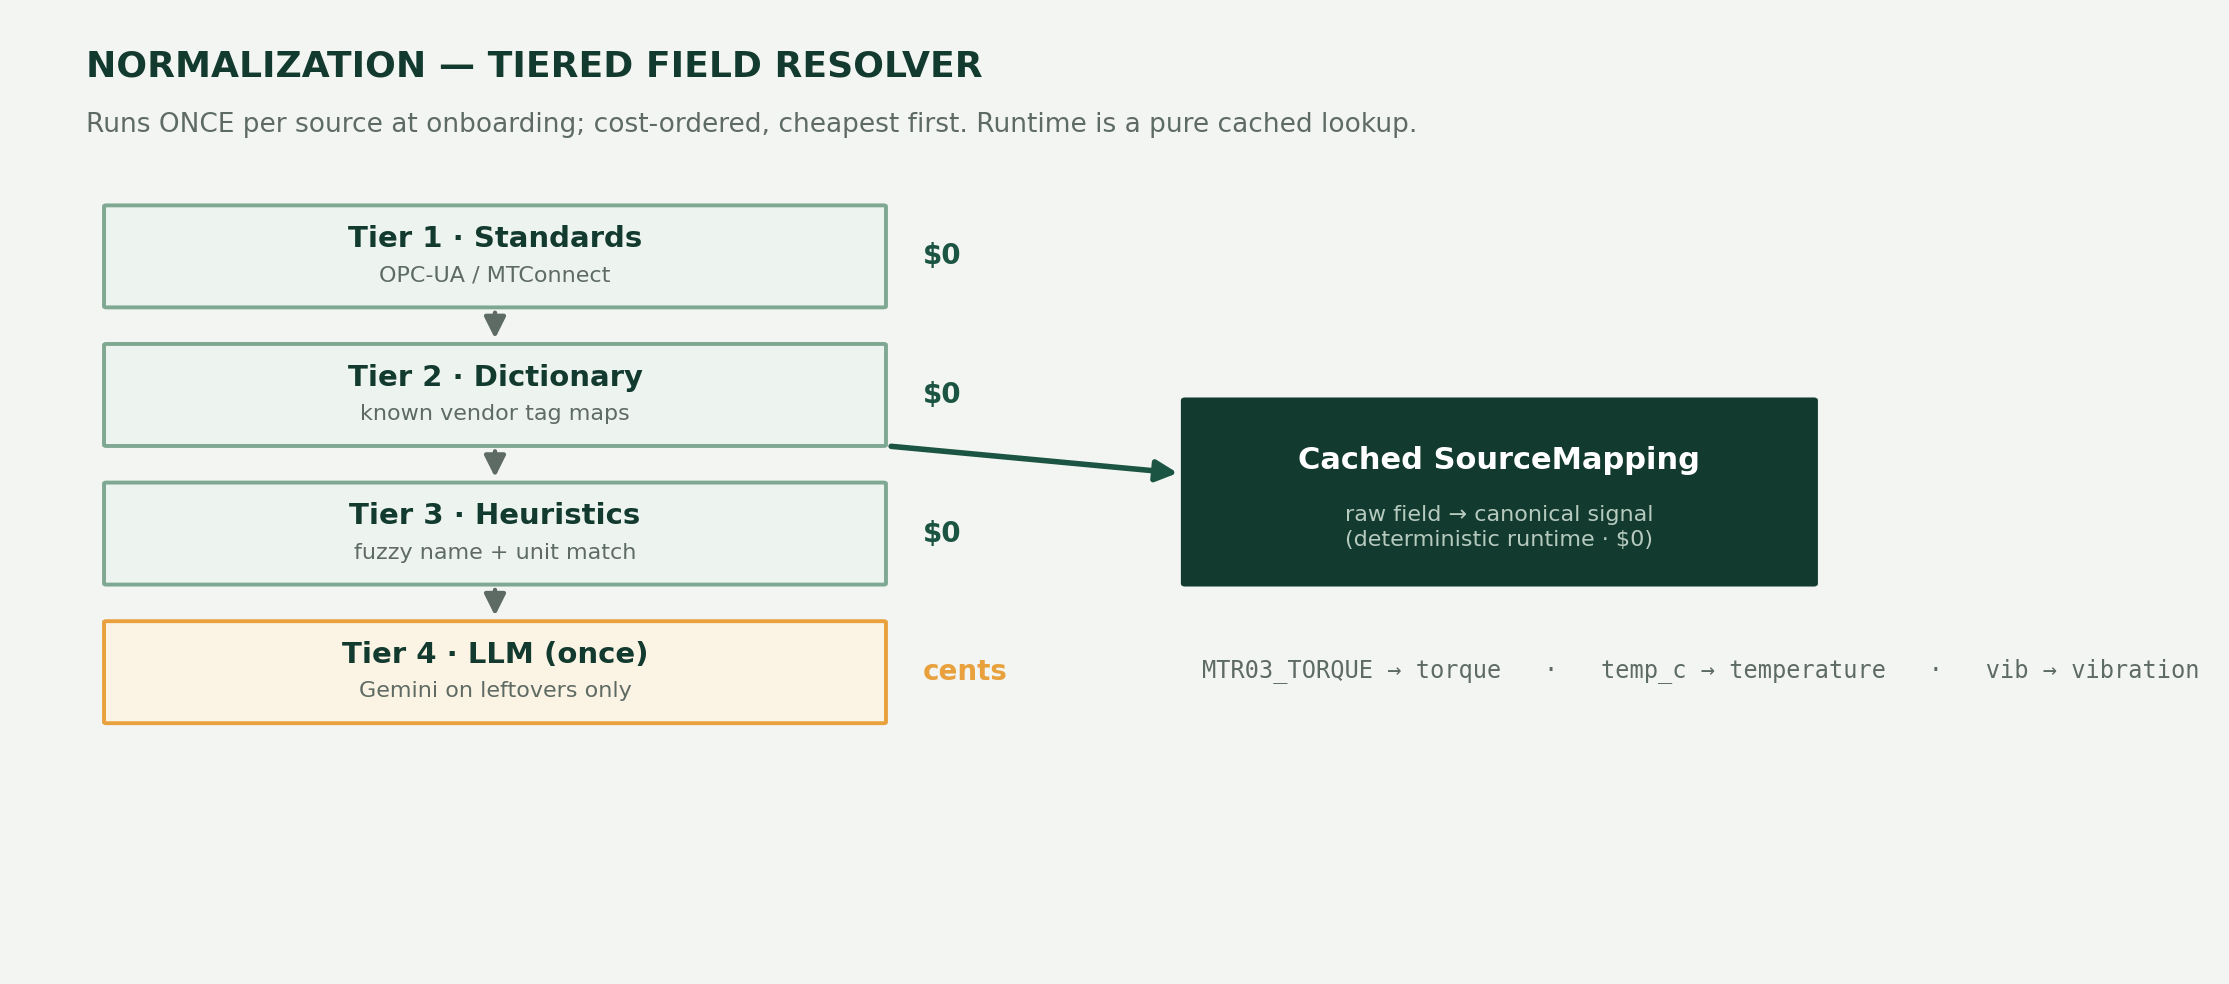 NORMALIZATION — TIERED FIELD RESOLVER
Runs ONCE per source at onboarding; cost-ordered, cheapest first. Runtime is a pure cached lookup.
Tier 1 · Standards
OPC-UA / MTConnect
$0
Tier 2 · Dictionary
known vendor tag maps
$0
Tier 3 · Heuristics
fuzzy name + unit match
$0
Tier 4 · LLM (once)
Gemini on leftovers only
cents
Cached SourceMapping
raw field → canonical signal
(deterministic runtime · $0)
MTR03_TORQUE → torque · temp_c → temperature · vib → vibration